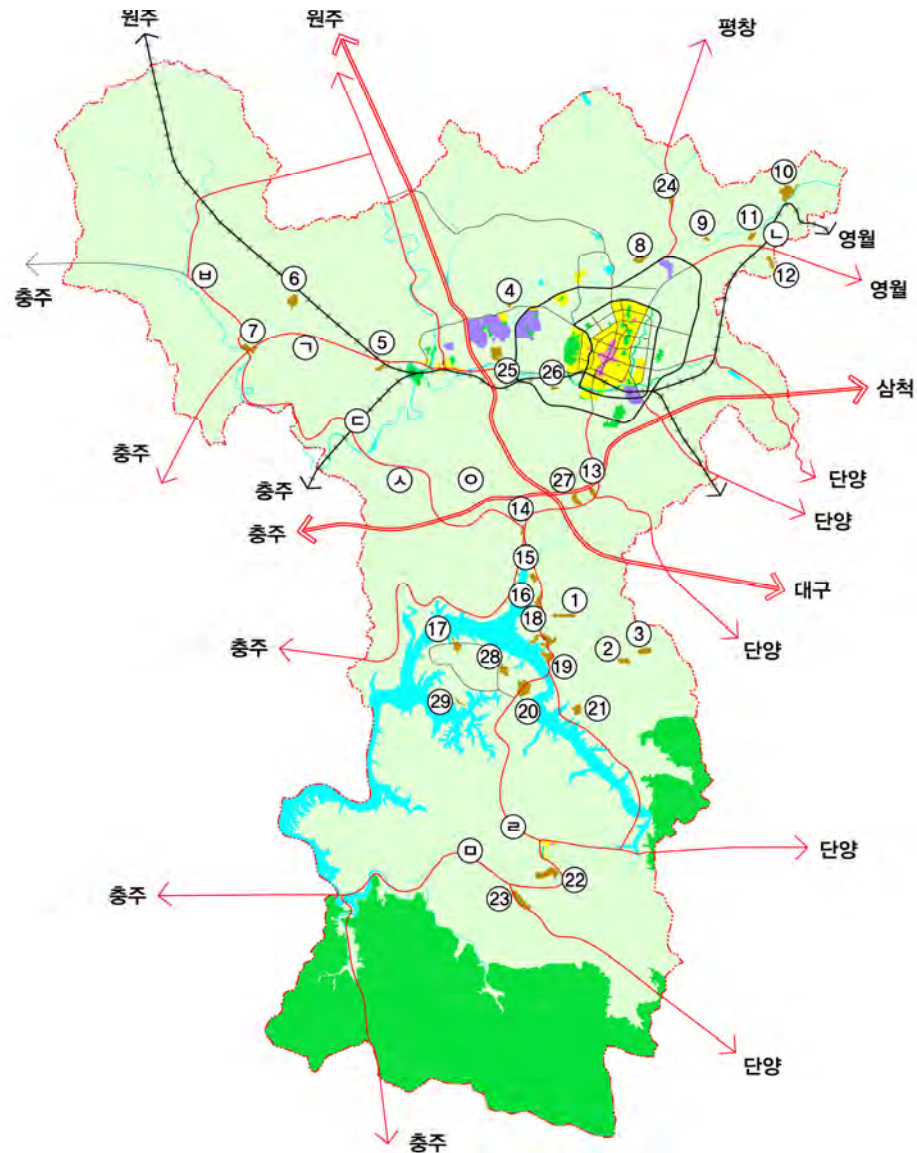 원주
원주
평창
㉔
⑩
⑧
⑨
⑪
㉡
영월
⑫
영월
충주
㉥
⑥
④
⑦
㉠
⑤
㉕
㉖
삼척
㉢
충주
충주
㉦
㉧
㉗
⑬
단양
단양
충주
⑭
대구
⑮
⑯
①
⑱
⑰
③
②
단양
충주
㉘
⑲
㉙
⑳
㉑
㉣
㉤
단양
㉒
충주
㉓
단양
충주